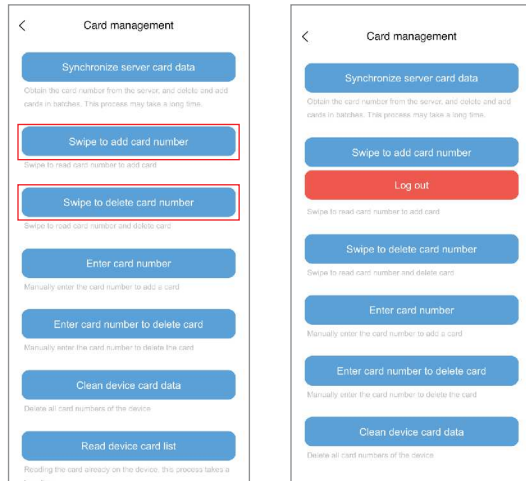 Card management
Synchronize server card data
Obtain the card number from the server, and delete and add
cards in batches. This process may take a long time.
Swipe to add card number
Swipe to read card number to add card
Swipe to delete card number
Swipe to read card number and delete card
Enter card number
Manually enter the card number to add a card
Enter card number to delete card
Manually enter the card number to delete the card
Clean device card data
Delete all card numbers of the device
Read device card list
Reading the card already on the device, this process takes a
Card management
Synchronize server card data
Obtain the card number from the server, and delete and add
cards in batches. This process may take a long time.
Swipe to add card number
Log out
Swipe to read card number to add card
Swipe to delete card number
Swipe to read card number and delete card
Enter card number
Manually enter the card number to add a card
Enter card number to delete card
Manually enter the card number to delete the card
Clean device card data
Delete all card numbers of the device